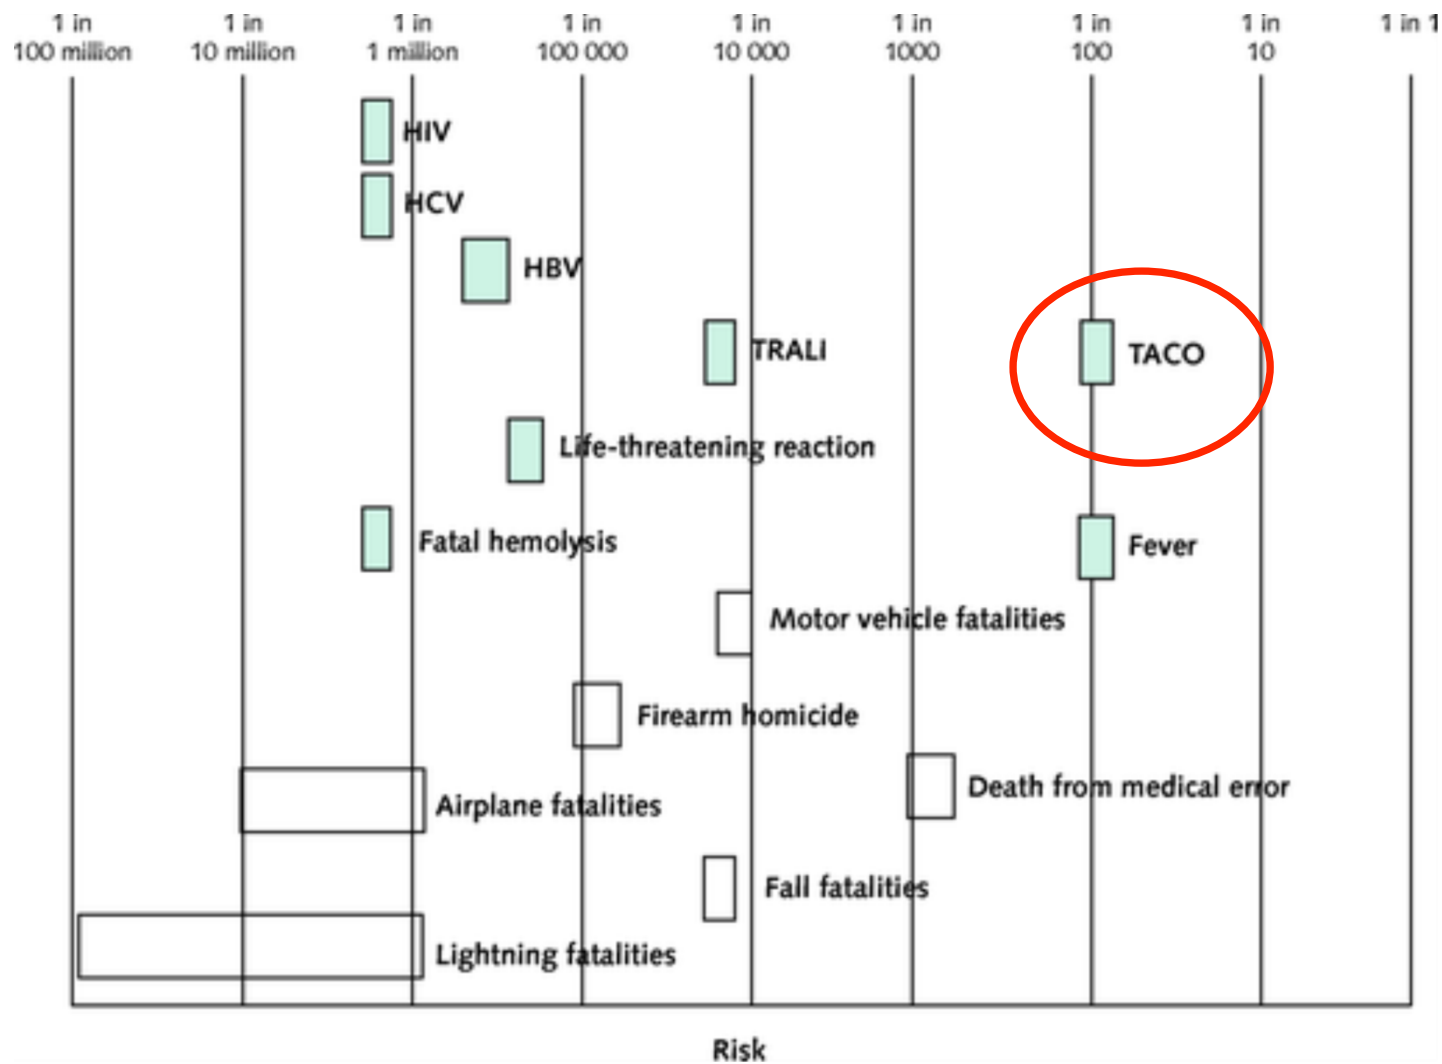 1 in 1 in 1 in 1 in 1 in 1 in 1 in 1 in 1 in 1
100 million 10 million 1 million 100 000 10 000 1000 100 10
HIV
HCV
HBV
TRALI
TACO
Life-threatening reaction
Fatal hemolysis
Fever
Motor vehicle fatalities
Firearm homicide
Death from medical error
Airplane fatalities
Fall fatalities
Lightning fatalities
Risk